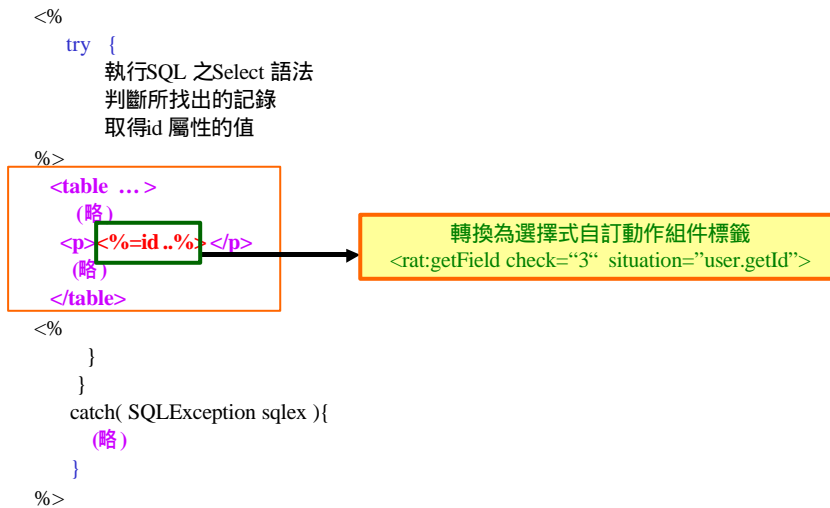 <%
try {
執行SQL 之Select 語法
判斷所找出的記錄
取得id 屬性的值
%>
<table …>
(略)
<p><%=id ..%></p>
(略)
</table>
轉換為選擇式自訂動作組件標籤
<rat:getField check=“3“ situation=”user.getId”>
<%
}
}
catch( SQLException sqlex ){
(略)
}
%>